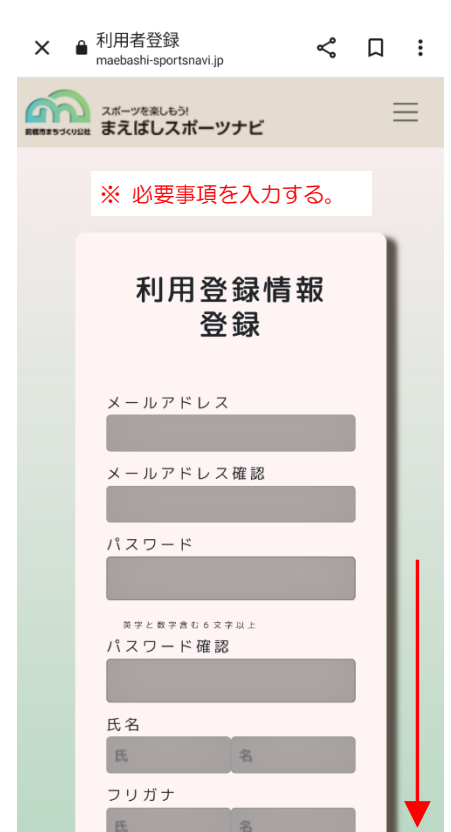 利用者登録
maebashi-sportsnavi.jp
スポーツを楽しもう!
前橋市まちづくり公社 まえばしスポーツナビ
※ 必要事項を入力する。
利用登録情報
登録
メールアドレス
メールアドレス確認
パスワード
英字と数字含む6文字以上
パスワード確認
氏名
氏 名
フリガナ
氏 名